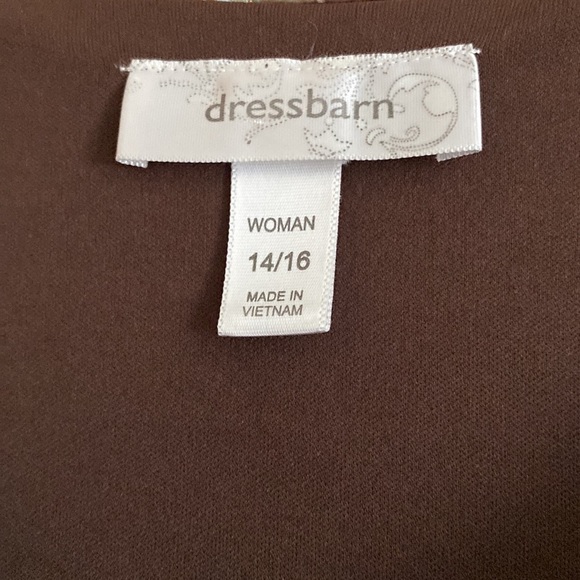 dressbarn
WOMAN
14/16
MADE IN
VIETNAM